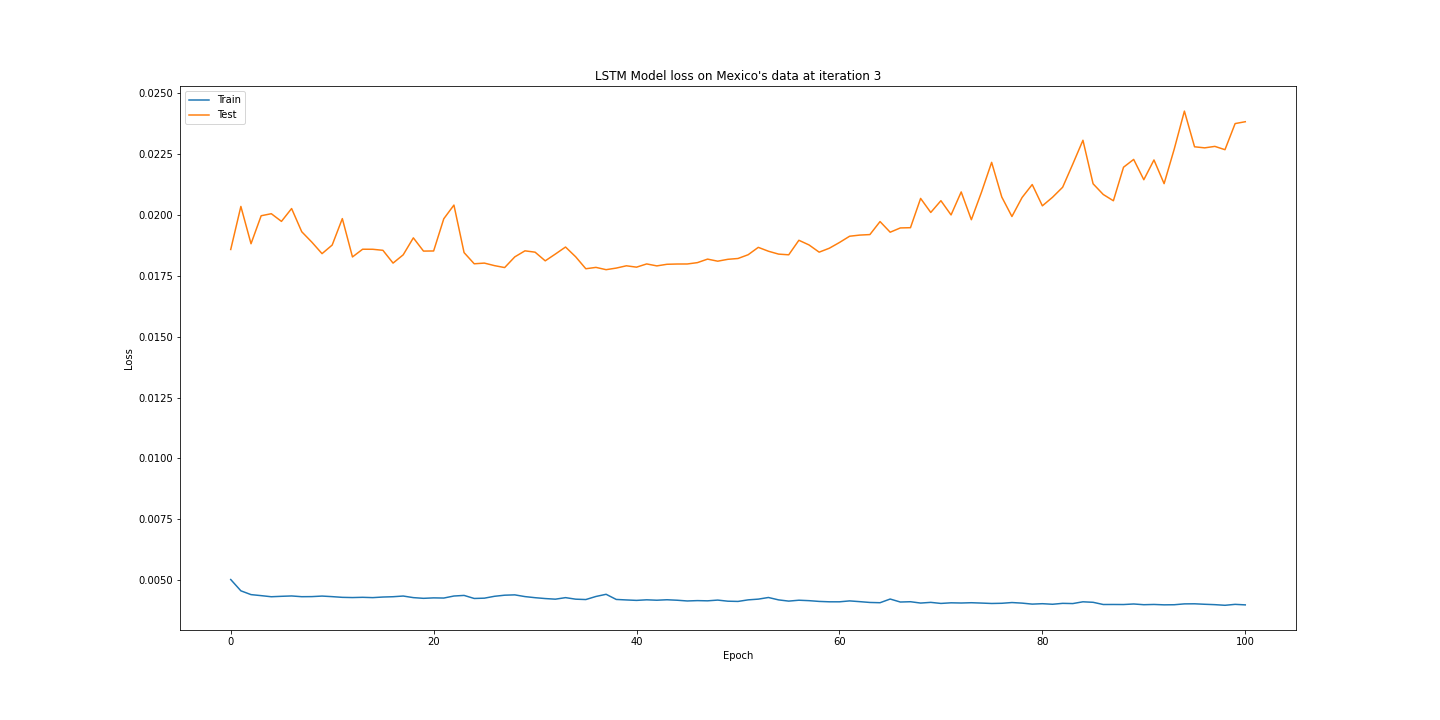 LSTM Model loss on Mexico's data at iteration 3
Train
Test
0.0250
0.0225
0.0200
0.0175
0.0150
0.0125
0.0100
0.0075
0.0050
Loss
0 20 40 60 80 100
Epoch